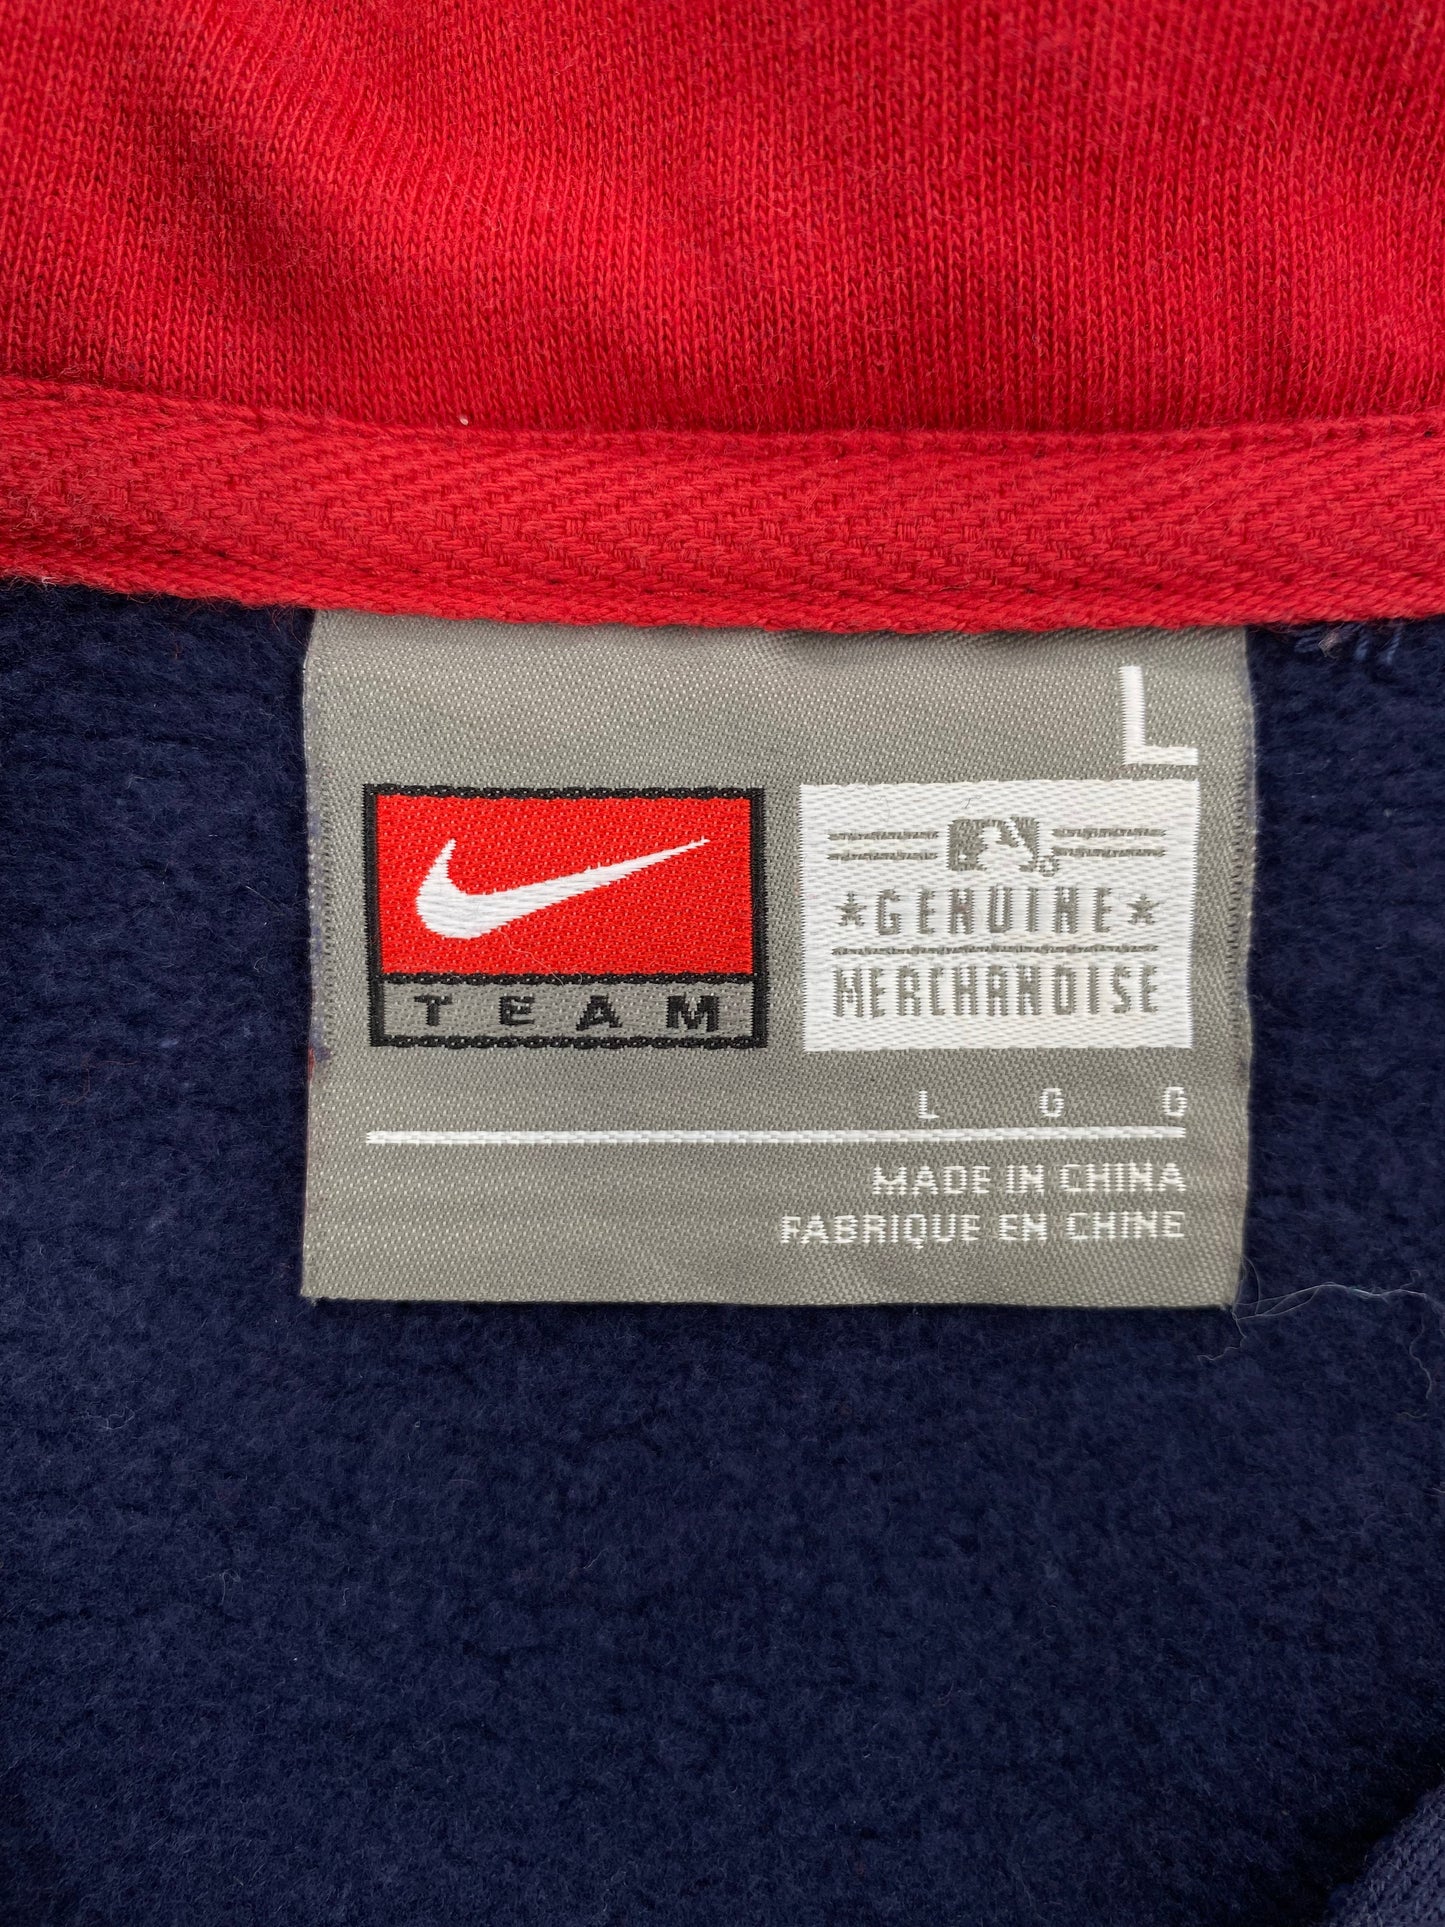 L
TEAM
★GENUINE★
MERCHANDISE
L G G
MADE IN CHINA
FABRIQUE EN CHINE